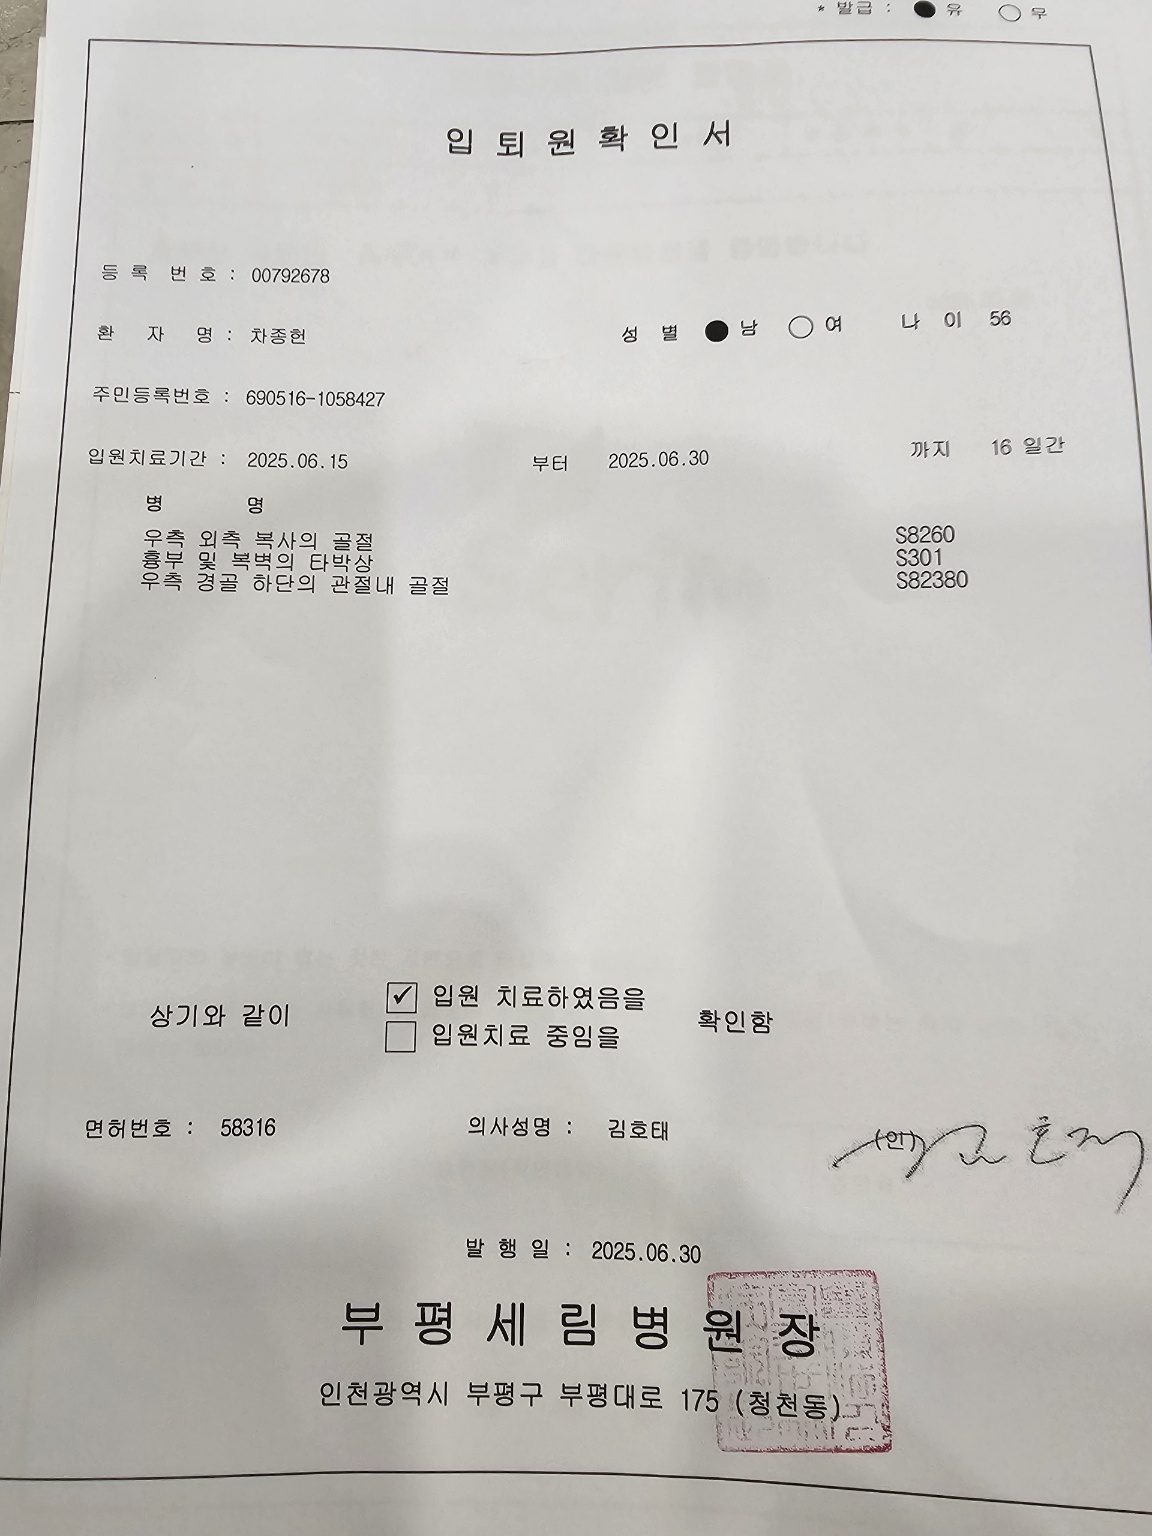 * 발급 : ● 유 ○ 무
입 퇴 원 확 인 서
등 록 번 호 : 00792678
환 자 명 : 차종헌 성 별 ● 남 ○ 여 나 이 56
주민등록번호 : 690516-1058427
입원치료기간 : 2025.06.15 부터 2025.06.30 까지 16 일간
병 명
우측 외측 복사의 골절 S8260
흉부 및 복벽의 타박상 S301
우측 경골 하단의 관절내 골절 S82380
상기와 같이 ☑ 입원 치료하였음을 확인함
☐ 입원치료 중임을
면허번호 : 58316 의사성명 : 김호태 (인)
발 행 일 : 2025.06.30
부 평 세 림 병 원 장
인천광역시 부평구 부평대로 175 (청천동)